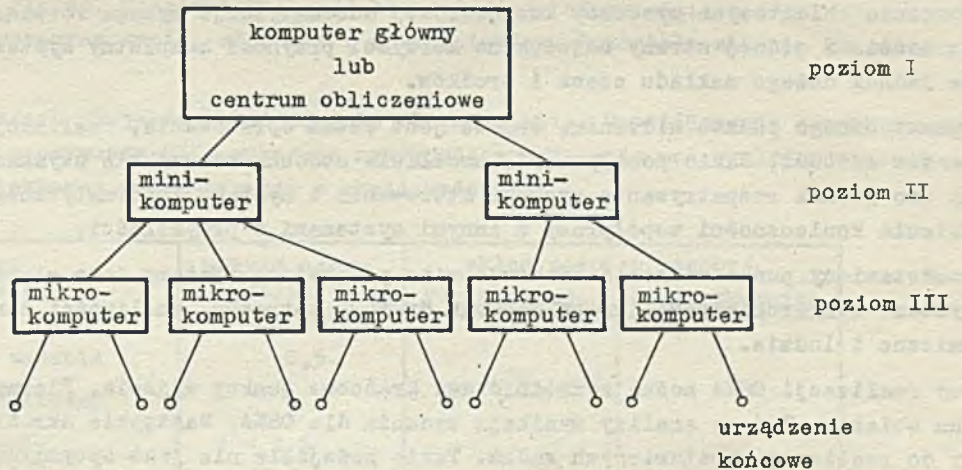 komputer główny
lub
centrum obliczeniowe
poziom I
mini-
komputer
mini-
komputer
poziom II
mikro-
komputer
mikro-
komputer
mikro-
komputer
mikro-
komputer
mikro-
komputer
poziom III
urządzenie
końcowe